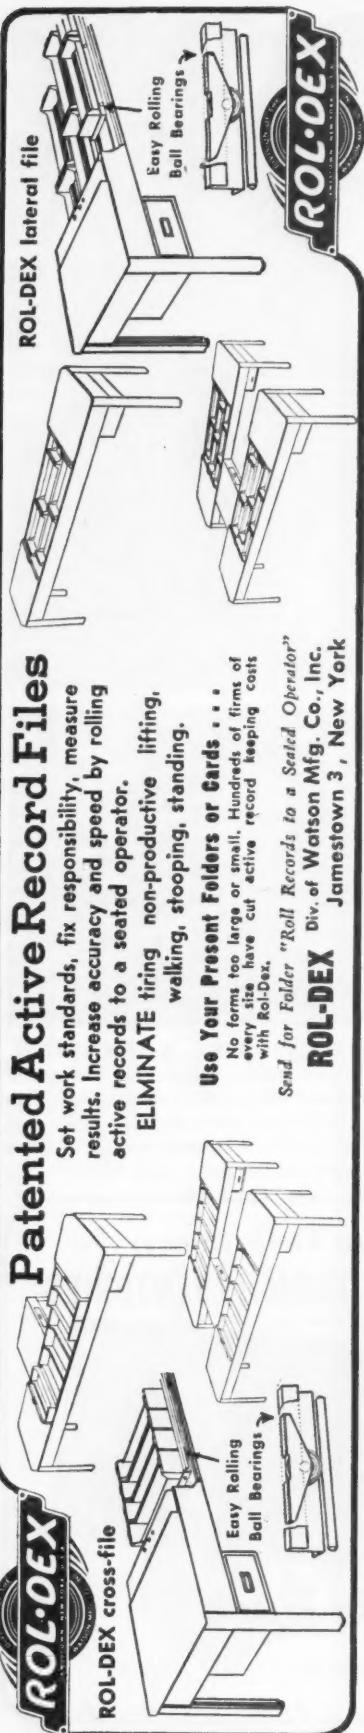 ROL·DEX
ROL-DEX cross-file
Easy Rolling
Ball Bearings
Patented Active Record Files
Set work standards, fix responsibility, measure
results. Increase accuracy and speed by rolling
active records to a seated operator.
ELIMINATE tiring non-productive lifting,
walking, stooping, standing.
Use Your Present Folders or Cards . . .
No forms too large or small. Hundreds of firms of
every size have cut active record keeping costs
with Rol-Dex.
Send for Folder "Roll Records to a Seated Operator"
ROL-DEX Div. of Watson Mfg. Co., Inc.
Jamestown 3, New York
ROL-DEX lateral file
Easy Rolling
Ball Bearings
ROL·DEX